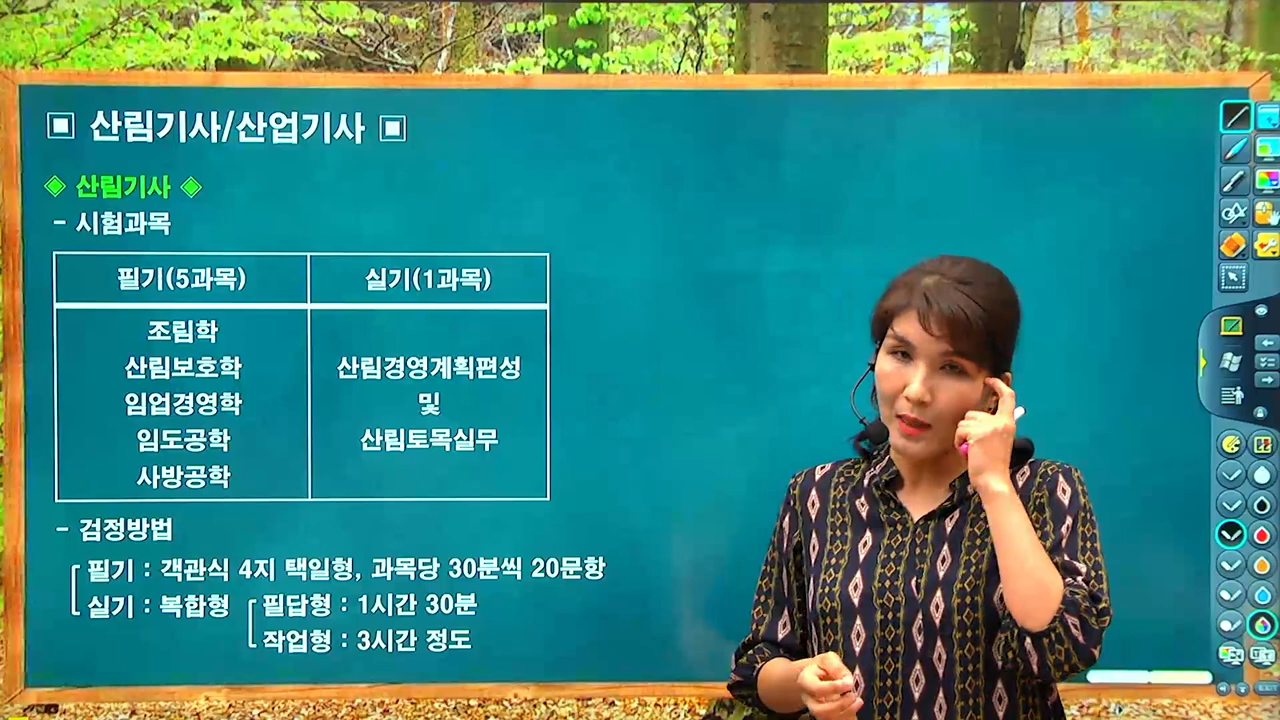 ▣ 산림기사/산업기사 ▣
◈ 산림기사 ◈
- 시험과목
필기(5과목) 실기(1과목)
조림학
산림보호학
임업경영학
임도공학
사방공학
산림경영계획편성
및
산림토목실무
- 검정방법
필기 : 객관식 4지 택일형, 과목당 30분씩 20문항
실기 : 복합형
필답형 : 1시간 30분
작업형 : 3시간 정도